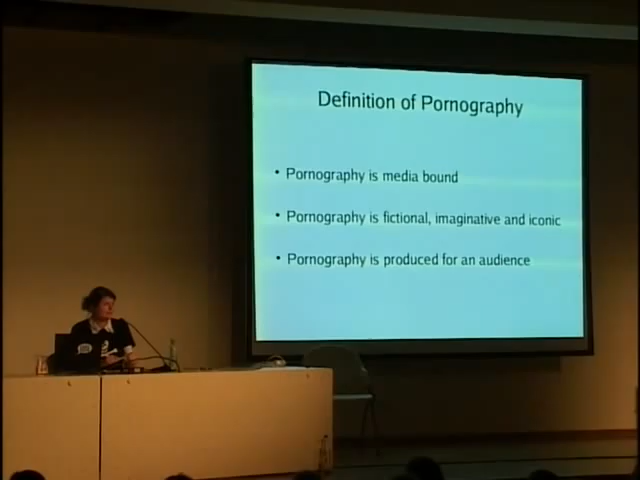 Definition of Pornography
• Pornography is media bound
• Pornography is fictional, imaginative and iconic
• Pornography is produced for an audience